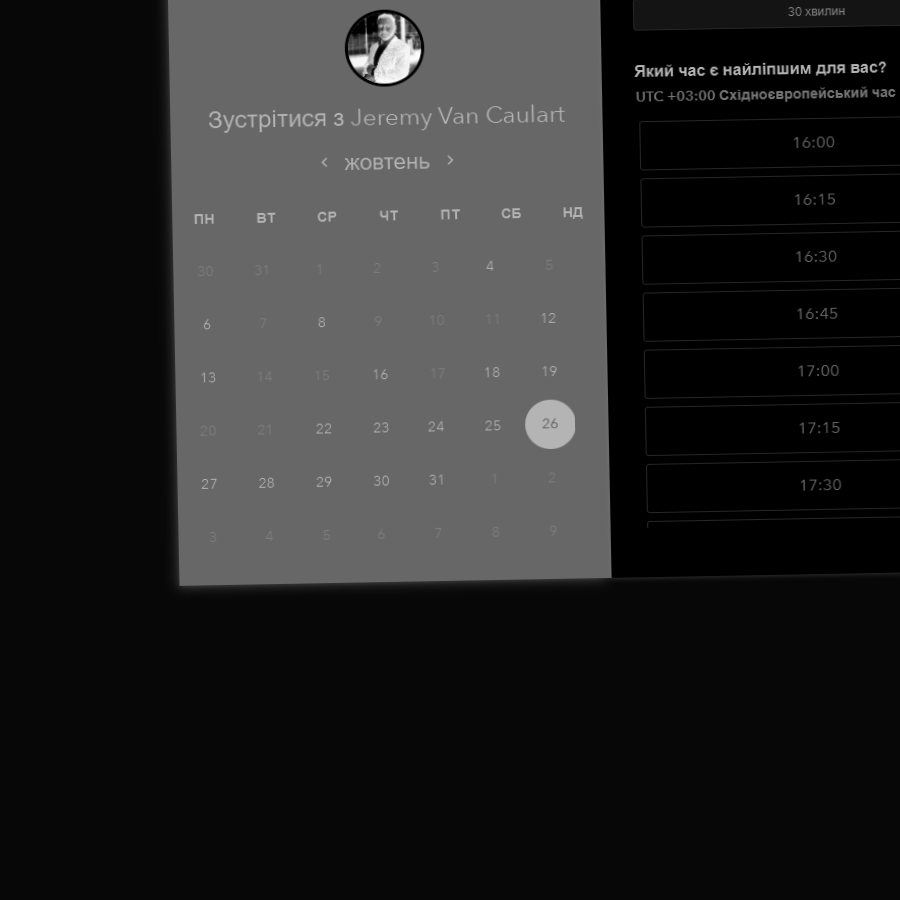 Зустрітися з Jeremy Van Caulart
жовтень
ПН ВТ СР ЧТ ПТ СБ НД
30 31 1 2 3 4 5
6 7 8 9 10 11 12
13 14 15 16 17 18 19
20 21 22 23 24 25 26
27 28 29 30 31 1 2
3 4 5 6 7 8 9
30 хвилин
Який час є найліпшим для вас?
UTC +03:00 Східноєвропейський час
16:00
16:15
16:30
16:45
17:00
17:15
17:30